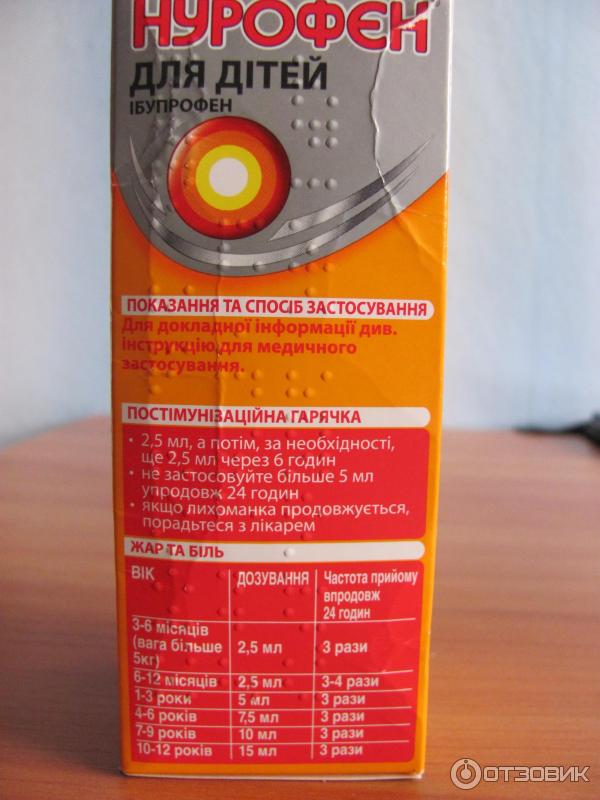 НУРОФЄН
ДЛЯ ДІТЕЙ
ІБУПРОФЕН
ПОКАЗАННЯ ТА СПОСІБ ЗАСТОСУВАННЯ
Для докладної інформації див.
інструкцію для медичного
застосування.
ПОСТІМУНІЗАЦІЙНА ГАРЯЧКА
• 2,5 мл, а потім, за необхідності,
ще 2,5 мл через 6 годин
• не застосовуйте більше 5 мл
упродовж 24 годин
• якщо лихоманка продовжується,
порадьтеся з лікарем
ЖАР ТА БІЛЬ
ВІК ДОЗУВАННЯ Частота прийому
впродовж
24 годин
3-6 місяців
(вага більше 2,5 мл 3 рази
5кг)
6-12 місяців 2,5 мл 3-4 рази
1-3 роки 5 мл 3 рази
4-6 років 7,5 мл 3 рази
7-9 років 10 мл 3 рази
10-12 років 15 мл 3 рази
ОТЗОВИК